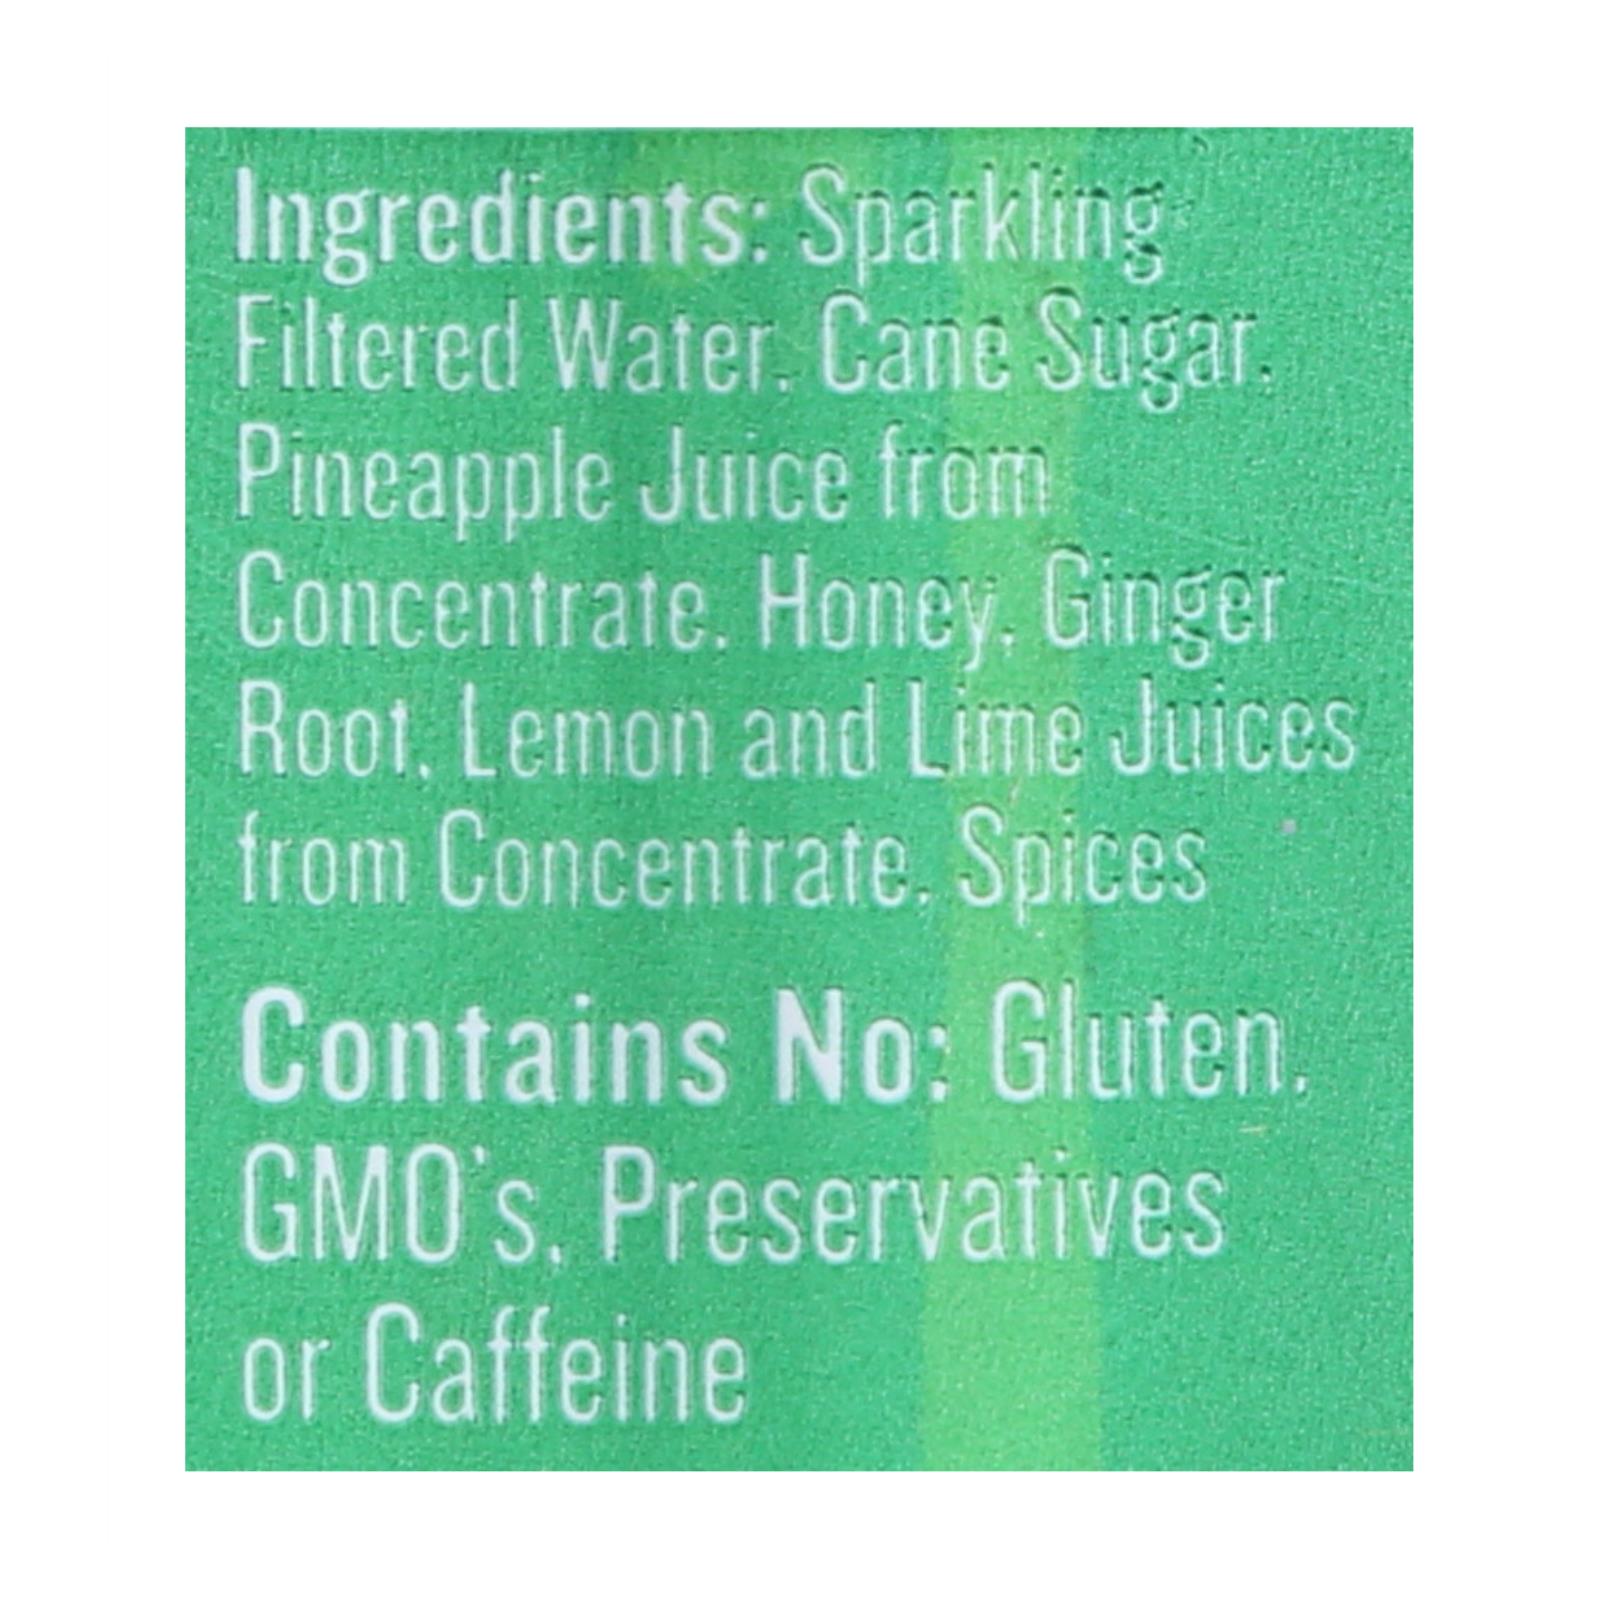 Ingredients: Sparkling
Filtered Water, Cane Sugar,
Pineapple Juice from
Concentrate, Honey, Ginger
Root, Lemon and Lime Juices
from Concentrate, Spices
Contains No: Gluten,
GMO's, Preservatives
or Caffeine